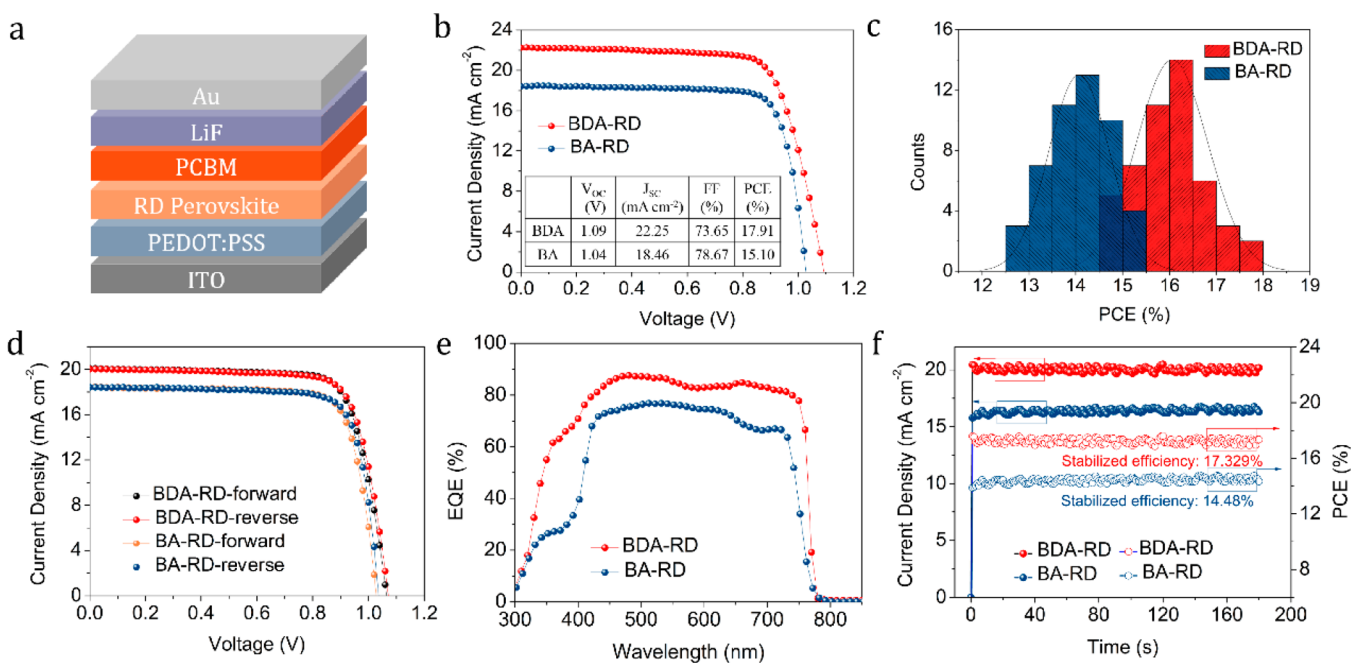 a
Au
LiF
PCBM
RD Perovskite
PEDOT:PSS
ITO
b
Current Density (mA cm⁻²)
24
20
16
12
8
4
0
BDA-RD
BA-RD
V_OC (V) J_SC (mA cm⁻²) FF (%) PCE (%)
BDA 1.09 22.25 73.65 17.91
BA 1.04 18.46 78.67 15.10
0.0 0.2 0.4 0.6 0.8 1.0 1.2
Voltage (V)
c
Counts
16
12
8
4
0
BDA-RD
BA-RD
12 13 14 15 16 17 18 19
PCE (%)
d
Current Density (mA cm⁻²)
20
16
12
8
4
0
BDA-RD-forward
BDA-RD-reverse
BA-RD-forward
BA-RD-reverse
0.0 0.2 0.4 0.6 0.8 1.0 1.2
Voltage (V)
e
EQE (%)
100
80
60
40
20
0
BDA-RD
BA-RD
300 400 500 600 700 800
Wavelength (nm)
f
Current Density (mA cm⁻²)
20
15
10
5
0
24
20
16
12
8
PCE (%)
Stabilized efficiency: 17.329%
Stabilized efficiency: 14.48%
BDA-RD BDA-RD
BA-RD BA-RD
0 40 80 120 160 200
Time (s)